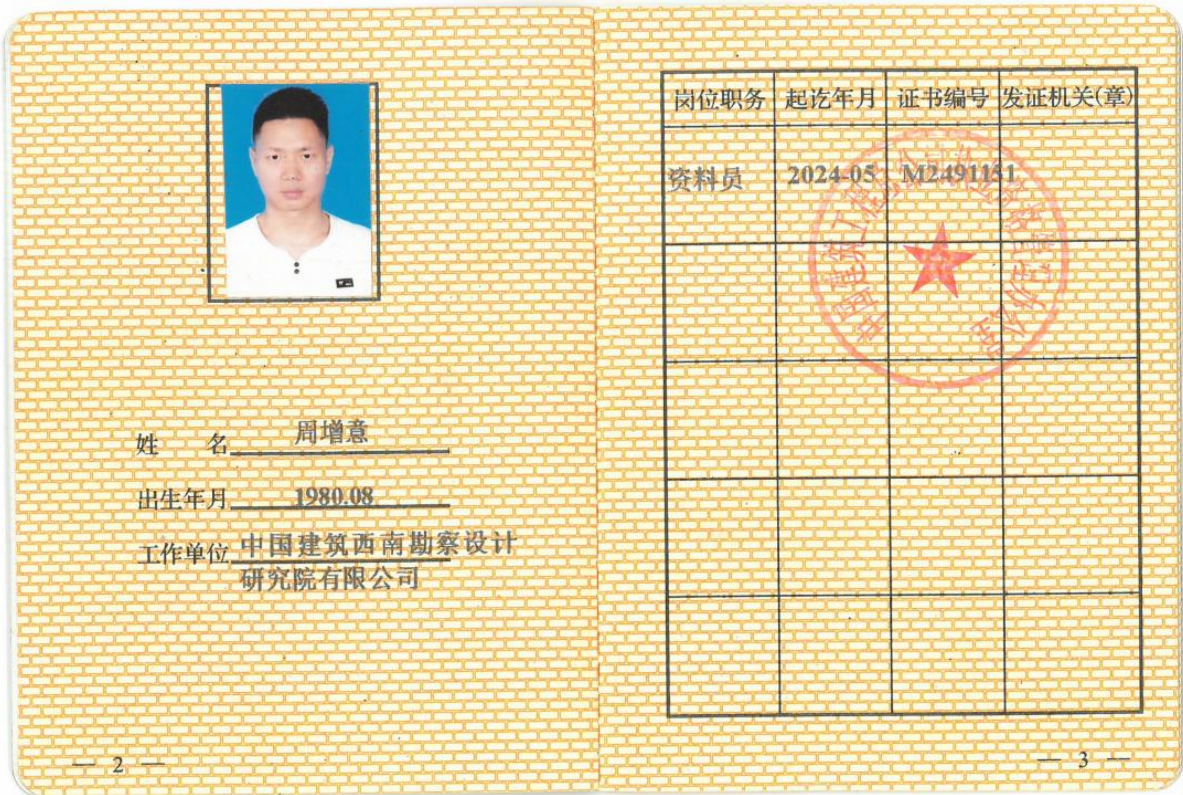 姓 名 周增意
出生年月 1980.08
工作单位 中国建筑西南勘察设计
研究院有限公司
— 2 —
岗位职务 起讫年月 证书编号 发证机关(章)
资料员 2024-05 M2491151
— 3 —